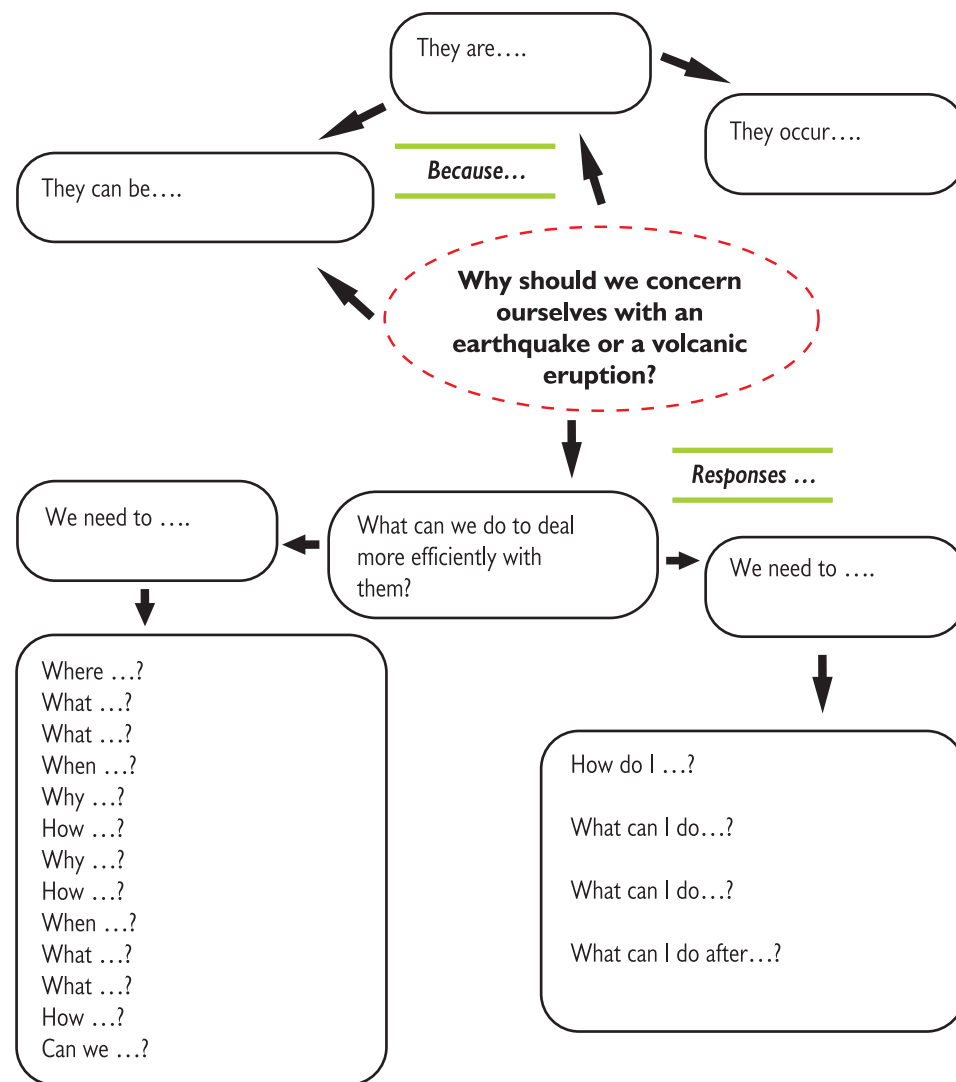 They are….
They occur….
They can be….
Because…
Why should we concern
ourselves with an
earthquake or a volcanic
eruption?
Responses …
We need to ….
What can we do to deal
more efficiently with
them?
We need to ….
Where …?
What …?
What …?
When …?
Why …?
How …?
Why …?
How …?
When …?
What …?
What …?
How …?
Can we …?
How do I …?
What can I do…?
What can I do…?
What can I do after…?